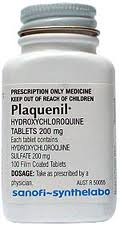 PRESCRIPTION ONLY MEDICINE
KEEP OUT OF REACH OF CHILDREN
Plaquenil®
HYDROXYCHLOROQUINE
TABLETS 200 mg
Each tablet contains
HYDROXYCHLOROQUINE
SULFATE 200 mg
100 Film Coated Tablets
DOSAGE: Take as prescribed by a
physician. AUST R 50055
sanofi~synthelabo